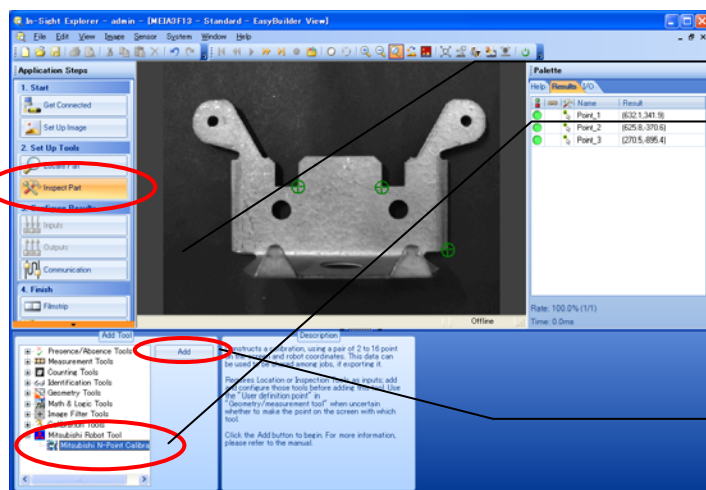 In-Sight Explorer - admin - [MEIA3F13 - Standard - EasyBuilder View]
File Edit View Image Sensor System Window Help
Application Steps
1. Start
Get Connected
Set Up Image
2. Set Up Tools
Locate Part
Inspect Part
3. Configure Results
Inputs
Outputs
Communication
4. Finish
Filmstrip
Offline
Palette
Help Results I/O
Name Result
Point_1 (632.1,341.9)
Point_2 (625.8,-370.6)
Point_3 (270.5,-895.4)
Rate: 100.0% (1/1)
Time: 0.0ms
Add Tool
Presence/Absence Tools
Measurement Tools
Counting Tools
Identification Tools
Geometry Tools
Math & Logic Tools
Image Filter Tools
Calibration Tools
Mitsubishi Robot Tool
Mitsubishi N-Point Calibra
Add
Description
Constructs a calibration, using a pair of 2 to 16 point
on the screen and robot coordinates. This data can
be used to be shared among jobs, if exporting it.
Requires Location or Inspection Tools as inputs; add
and configure those tools before adding this tool. Use
the "User definition point" in
"Geometry/measurement tool" when uncertain
whether to make the point on the screen with which
tool.
Click the Add button to begin. For more information,
please refer to the manual.